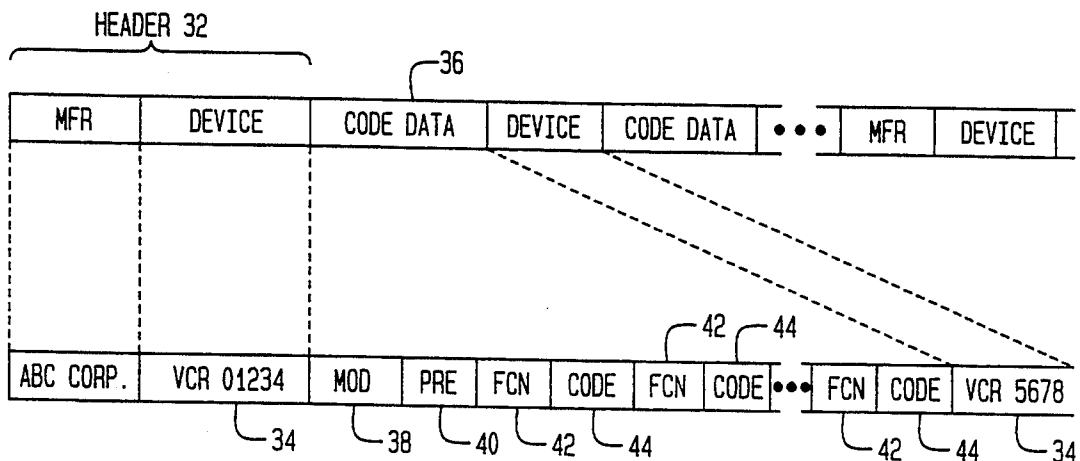 HEADER 32
36
MFR DEVICE CODE DATA DEVICE CODE DATA ••• MFR DEVICE
42 44
ABC CORP. VCR 01234 MOD PRE FCN CODE FCN CODE ••• FCN CODE VCR 5678
34 38 40 42 44 42 44 34